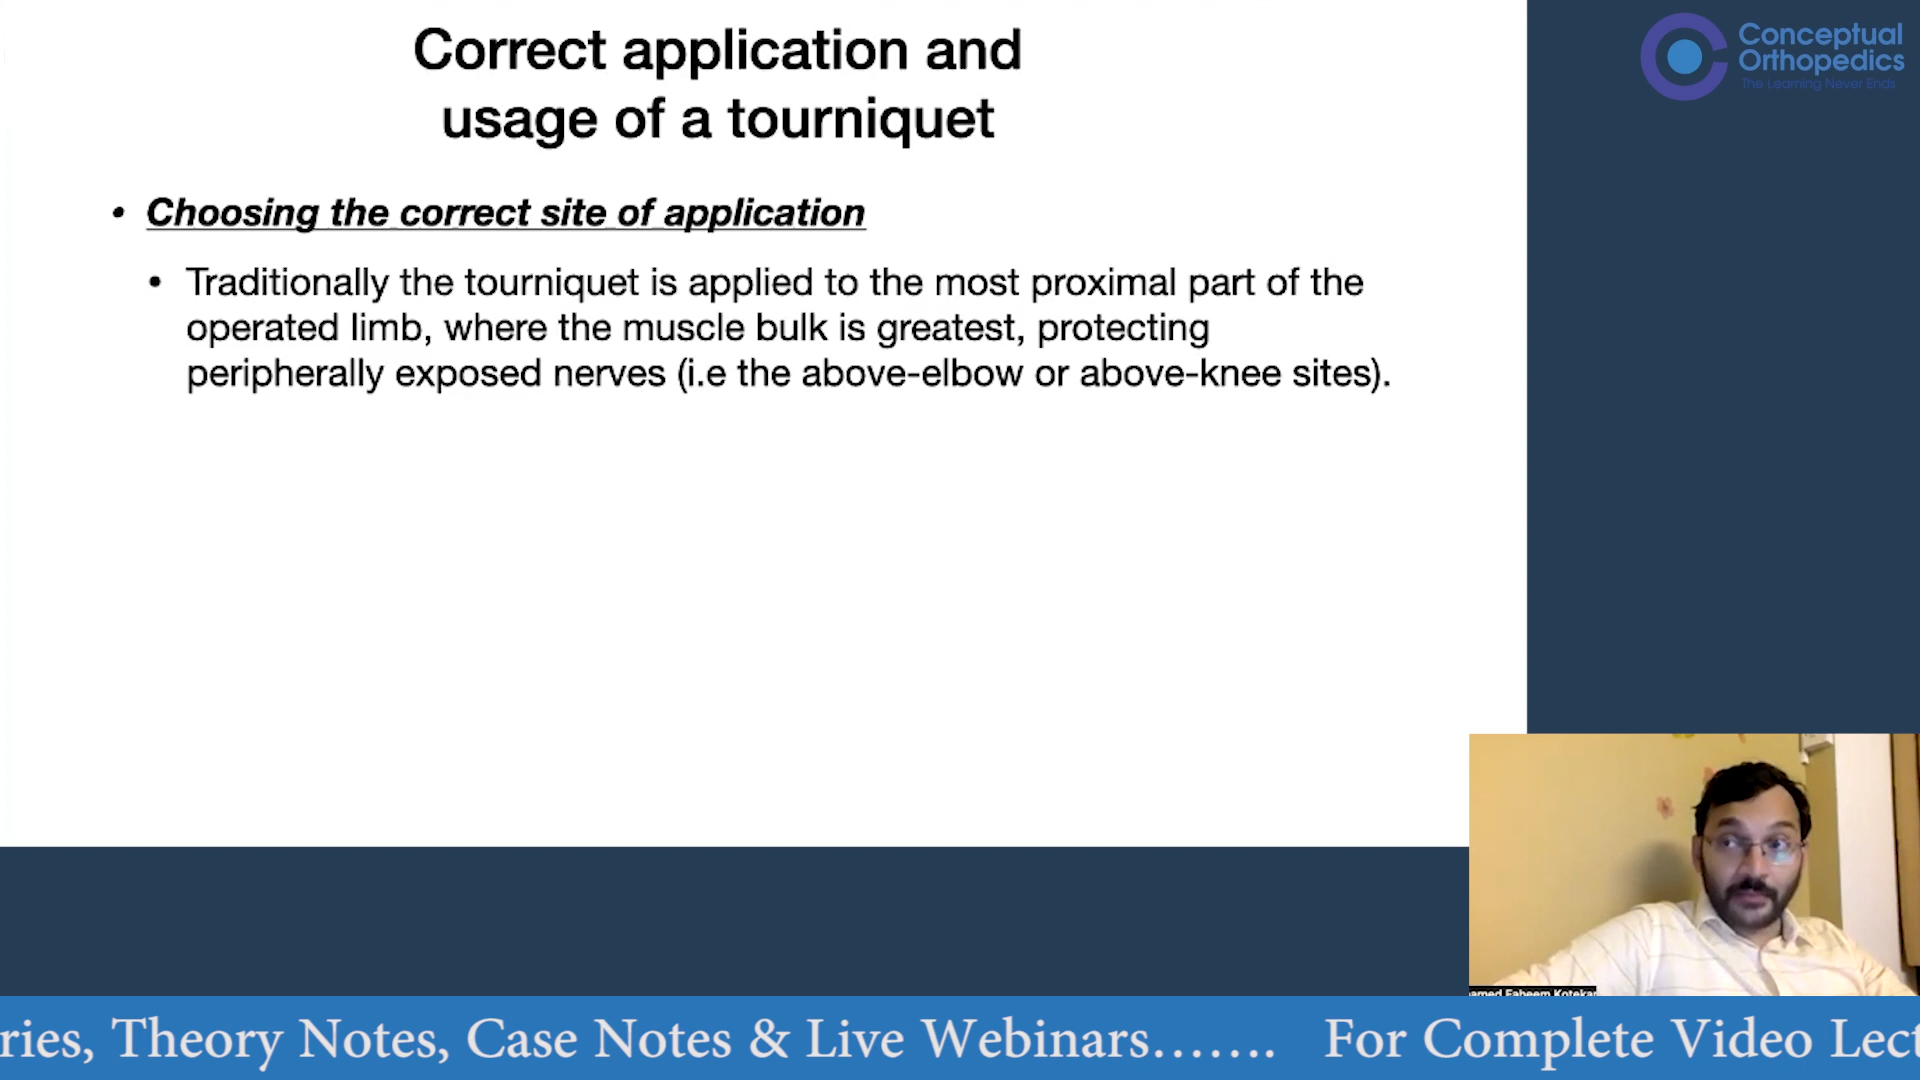 Correct application and
usage of a tourniquet
• Choosing the correct site of application
• Traditionally the tourniquet is applied to the most proximal part of the
operated limb, where the muscle bulk is greatest, protecting
peripherally exposed nerves (i.e the above-elbow or above-knee sites).
Conceptual
Orthopedics
The Learning Never Ends
amed Faheem Kotekar
ries, Theory Notes, Case Notes & Live Webinars……. For Complete Video Lect